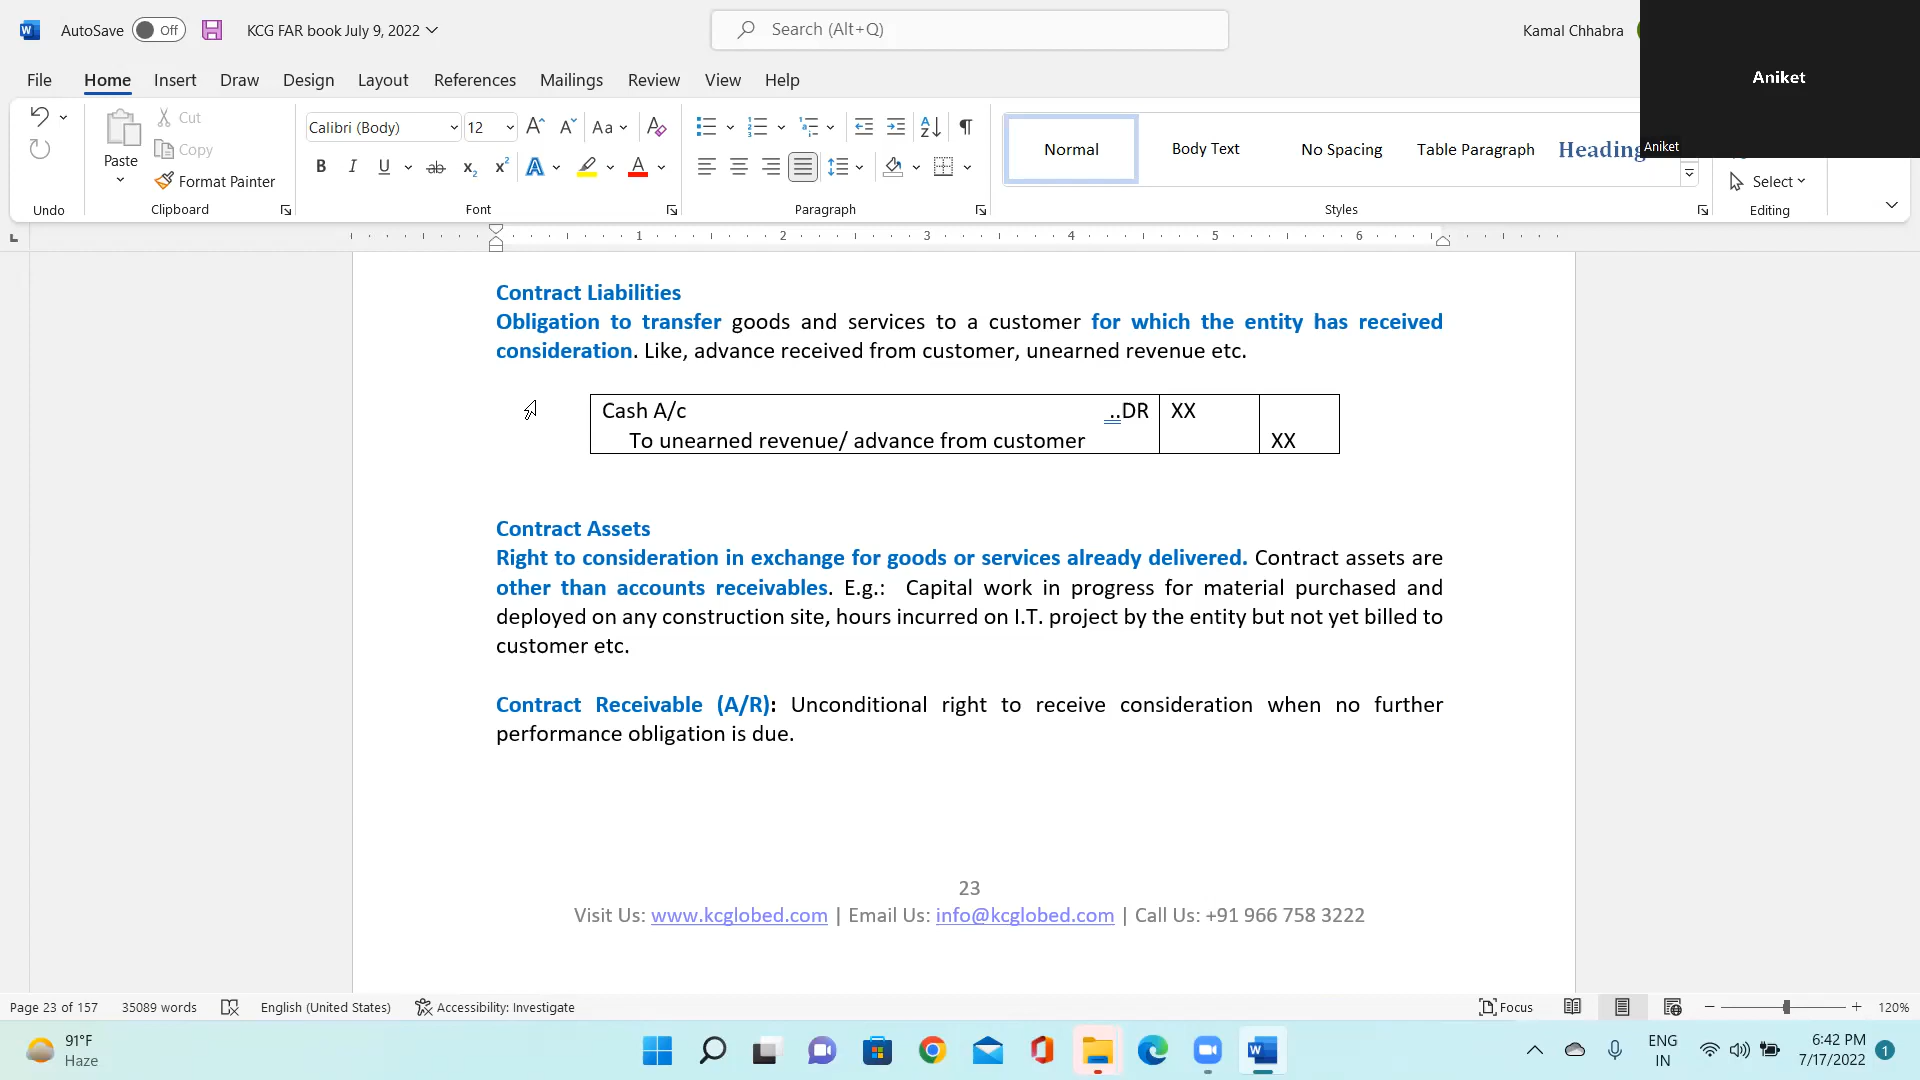 AutoSave Off KCG FAR book July 9, 2022 Search (Alt+Q) Kamal Chhabra
Aniket
File Home Insert Draw Design Layout References Mailings Review View Help
Calibri (Body) 12 Aa
Cut
Copy
Paste
Format Painter
Normal Body Text No Spacing Table Paragraph Heading
Aniket
Select
Undo Clipboard Font Paragraph Styles Editing
1 2 3 4 5 6
Contract Liabilities
Obligation to transfer goods and services to a customer for which the entity has received
consideration. Like, advance received from customer, unearned revenue etc.
Cash A/c ..DR XX
To unearned revenue/ advance from customer XX
Contract Assets
Right to consideration in exchange for goods or services already delivered. Contract assets are
other than accounts receivables. E.g.: Capital work in progress for material purchased and
deployed on any construction site, hours incurred on I.T. project by the entity but not yet billed to
customer etc.
Contract Receivable (A/R): Unconditional right to receive consideration when no further
performance obligation is due.
23
Visit Us: www.kcglobed.com | Email Us: info@kcglobed.com | Call Us: +91 966 758 3222
Page 23 of 157 35089 words English (United States) Accessibility: Investigate Focus 120%
91°F
Haze
ENG
IN
6:42 PM
7/17/2022
1